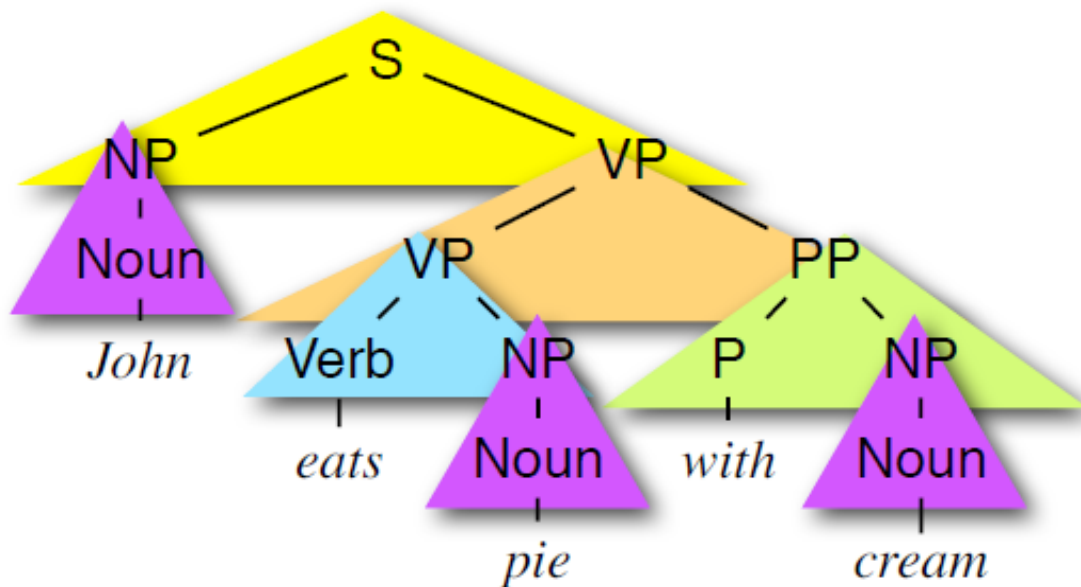 S
NP VP
Noun VP PP
John Verb NP P NP
eats Noun with Noun
pie cream